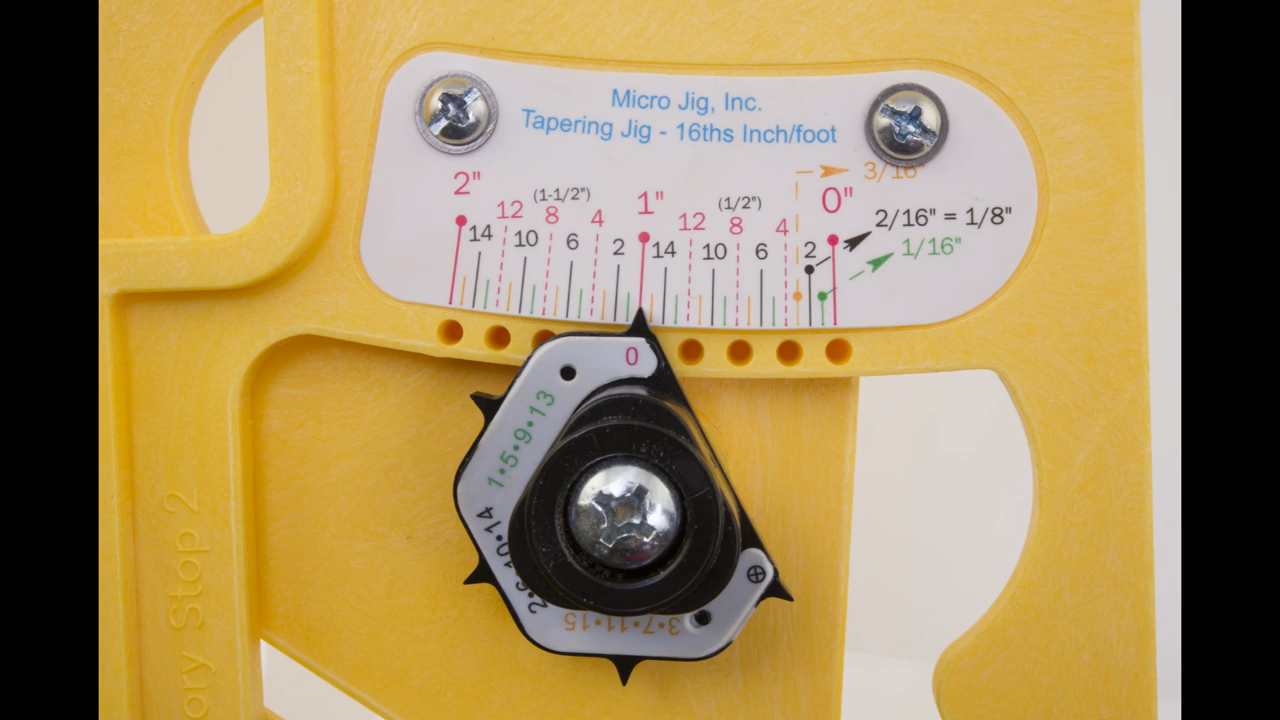 Micro Jig, Inc.
Tapering Jig - 16ths Inch/foot
3/16"
2" (1-1/2") 1" (1/2") 0"
12 8 4 12 8 4
2/16" = 1/8"
14 10 6 2 14 10 6 2
1/16"
0
1•5•9•13
2•6•10•14
3•7•11•15
ory Stop 2